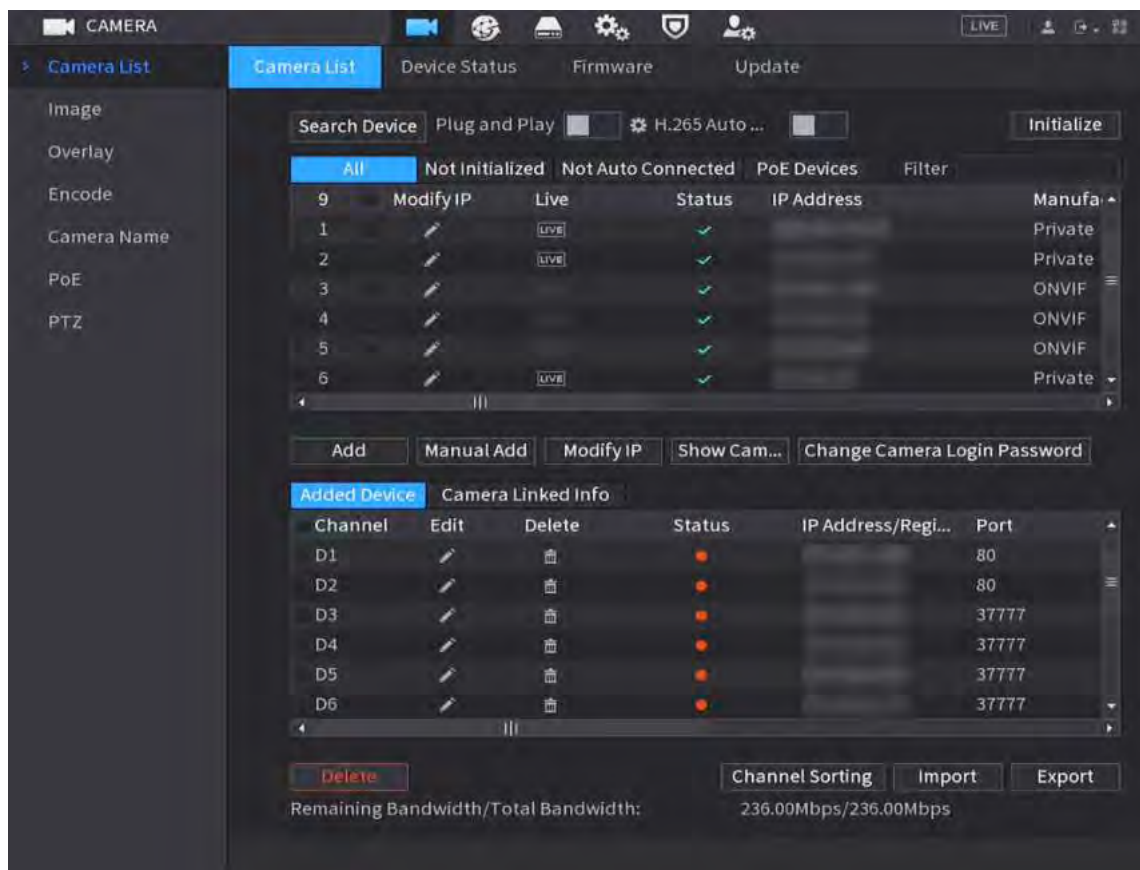 CAMERA LIVE
Camera List Camera List Device Status Firmware Update
Image
Search Device Plug and Play H.265 Auto ... Initialize
Overlay
All Not Initialized Not Auto Connected PoE Devices Filter
Encode
9 Modify IP Live Status IP Address Manufa
Camera Name
1 LIVE Private
2 LIVE Private
PoE
3 ONVIF
PTZ
4 ONVIF
5 ONVIF
6 LIVE Private
Add Manual Add Modify IP Show Cam... Change Camera Login Password
Added Device Camera Linked Info
Channel Edit Delete Status IP Address/Regi... Port
D1 80
D2 80
D3 37777
D4 37777
D5 37777
D6 37777
Delete Channel Sorting Import Export
Remaining Bandwidth/Total Bandwidth: 236.00Mbps/236.00Mbps